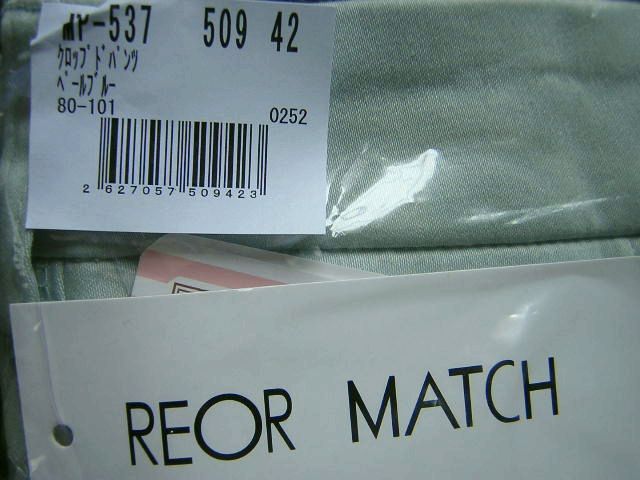 MP-537 509 42
ｸﾛｯﾌﾟﾄﾞﾊﾟﾝﾂ
ﾍﾟｰﾙﾌﾞﾙｰ
80-101 0252
2 627057 509423
REOR MATCH